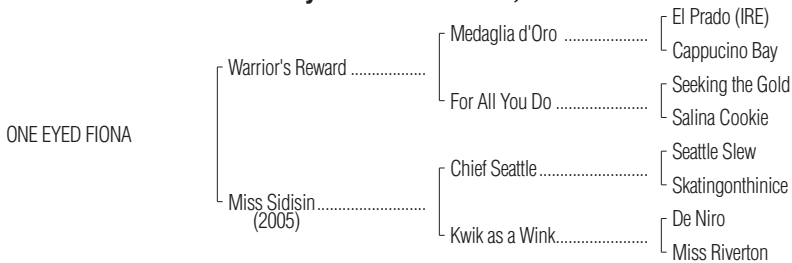 El Prado (IRE)
Medaglia d'Oro ..................
Cappucino Bay
Warrior's Reward ..................
Seeking the Gold
For All You Do ....................
Salina Cookie
ONE EYED FIONA
Seattle Slew
Chief Seattle.......................
Skatingonthinice
Miss Sidisin..........................
(2005)
De Niro
Kwik as a Wink...................
Miss Riverton